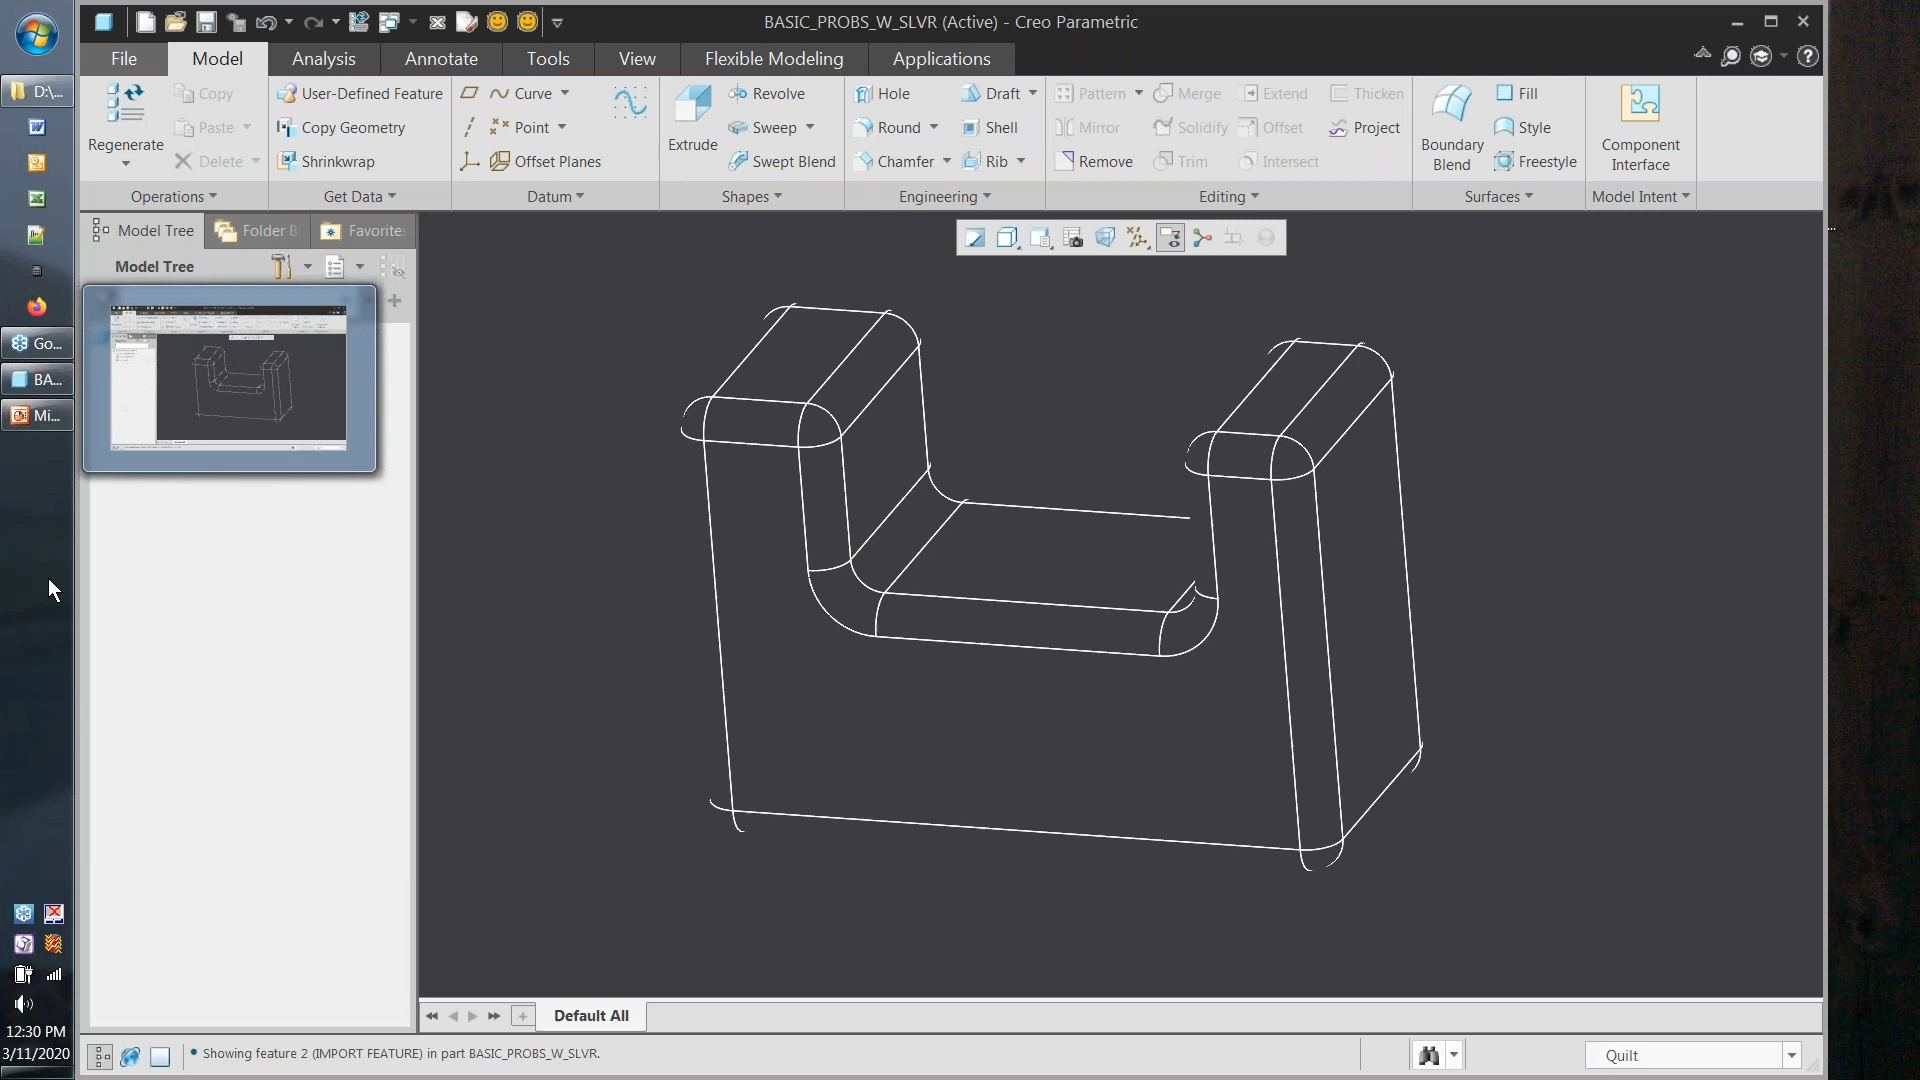 BASIC_PROBS_W_SLVR (Active) - Creo Parametric
File Model Analysis Annotate Tools View Flexible Modeling Applications
D:\...
Copy User-Defined Feature Curve Revolve Hole Draft Pattern Merge Extend Thicken Fill
Paste Copy Geometry Point Sweep Round Shell Mirror Solidify Offset Project Style
Regenerate Extrude Boundary Blend Component Interface
Delete Shrinkwrap Offset Planes Swept Blend Chamfer Rib Remove Trim Intersect Freestyle
Operations Get Data Datum Shapes Engineering Editing Surfaces Model Intent
Model Tree Folder B Favorite
...
Model Tree
Go...
BA...
Mi...
Default All
12:30 PM
3/11/2020
Showing feature 2 (IMPORT FEATURE) in part BASIC_PROBS_W_SLVR.
Quilt